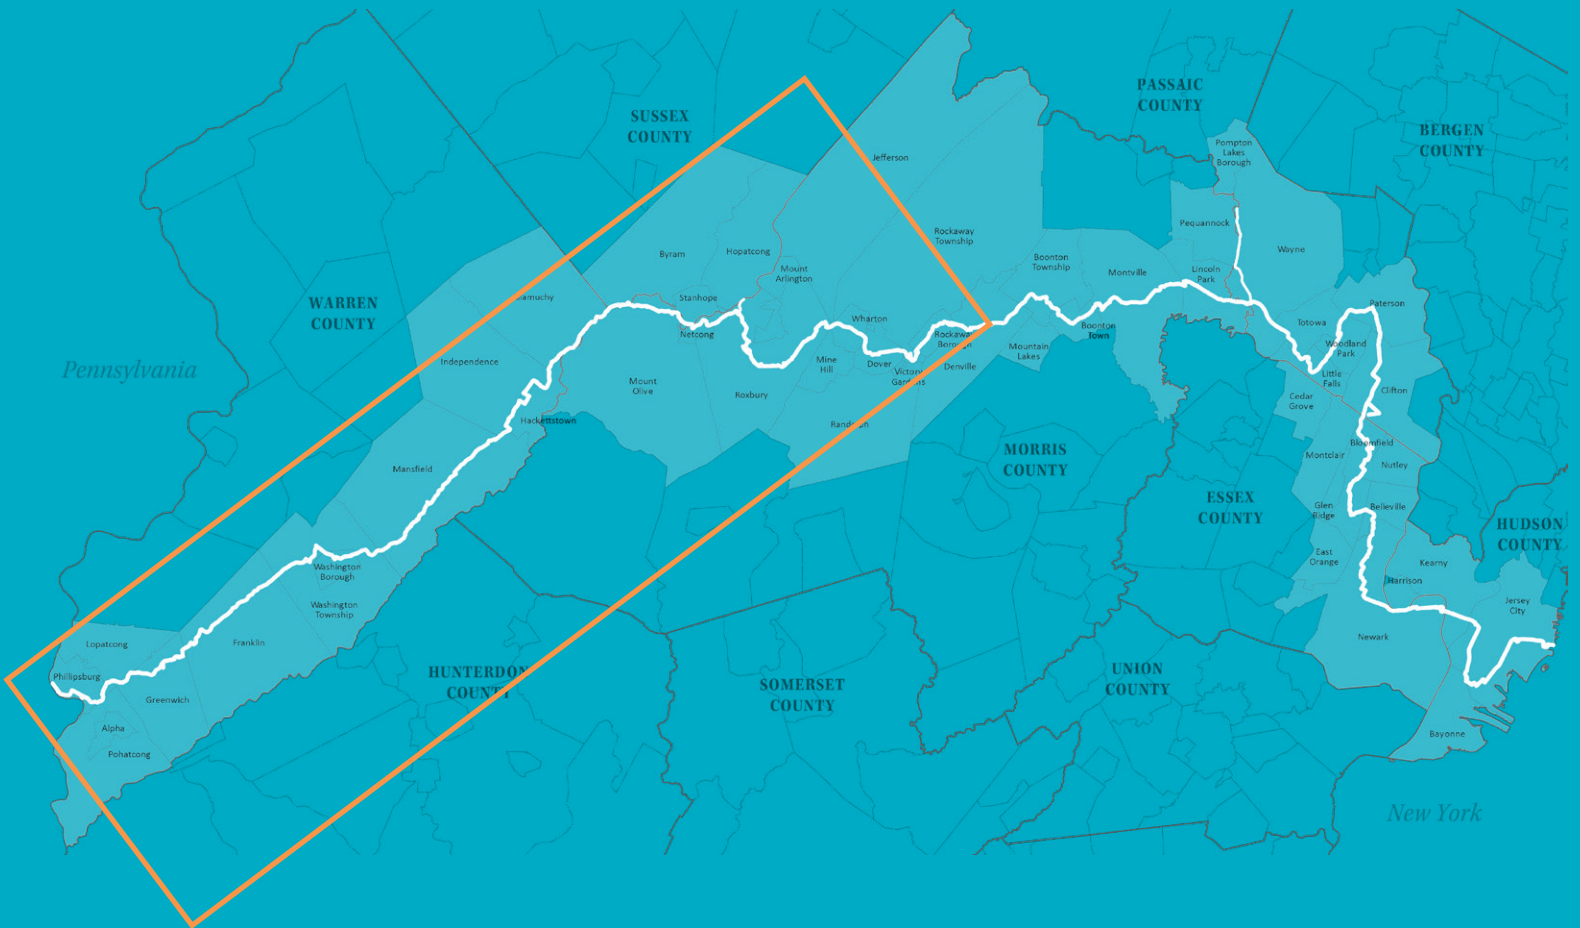 PASSAIC
COUNTY
SUSSEX
COUNTY
BERGEN
COUNTY
Pompton
Lakes
Borough
Jefferson
Pequannock
Rockaway
Township
Wayne
Byram
Hopatcong
Boonton
Township
Mount
Arlington
Montville
Lincoln
Park
WARREN
COUNTY
Allamuchy
Stanhope
Paterson
Wharton
Totowa
Netcong
Rockaway
Borough
Boonton
Town
Woodland
Park
Mountain
Lakes
Independence
Mine
Hill
Dover
Denville
Victory
Gardens
Little
Falls
Pennsylvania
Mount
Olive
Roxbury
Cedar
Grove
Clifton
Hackettstown
Randolph
Bloomfield
MORRIS
COUNTY
Montclair
Nutley
Mansfield
ESSEX
COUNTY
Glen
Ridge
Belleville
HUDSON
COUNTY
East
Orange
Kearny
Washington
Borough
Harrison
Washington
Township
Jersey
City
Lopatcong
Franklin
Newark
Phillipsburg
HUNTERDON
COUNTY
SOMERSET
COUNTY
UNION
COUNTY
Greenwich
Alpha
Bayonne
Pohatcong
New York